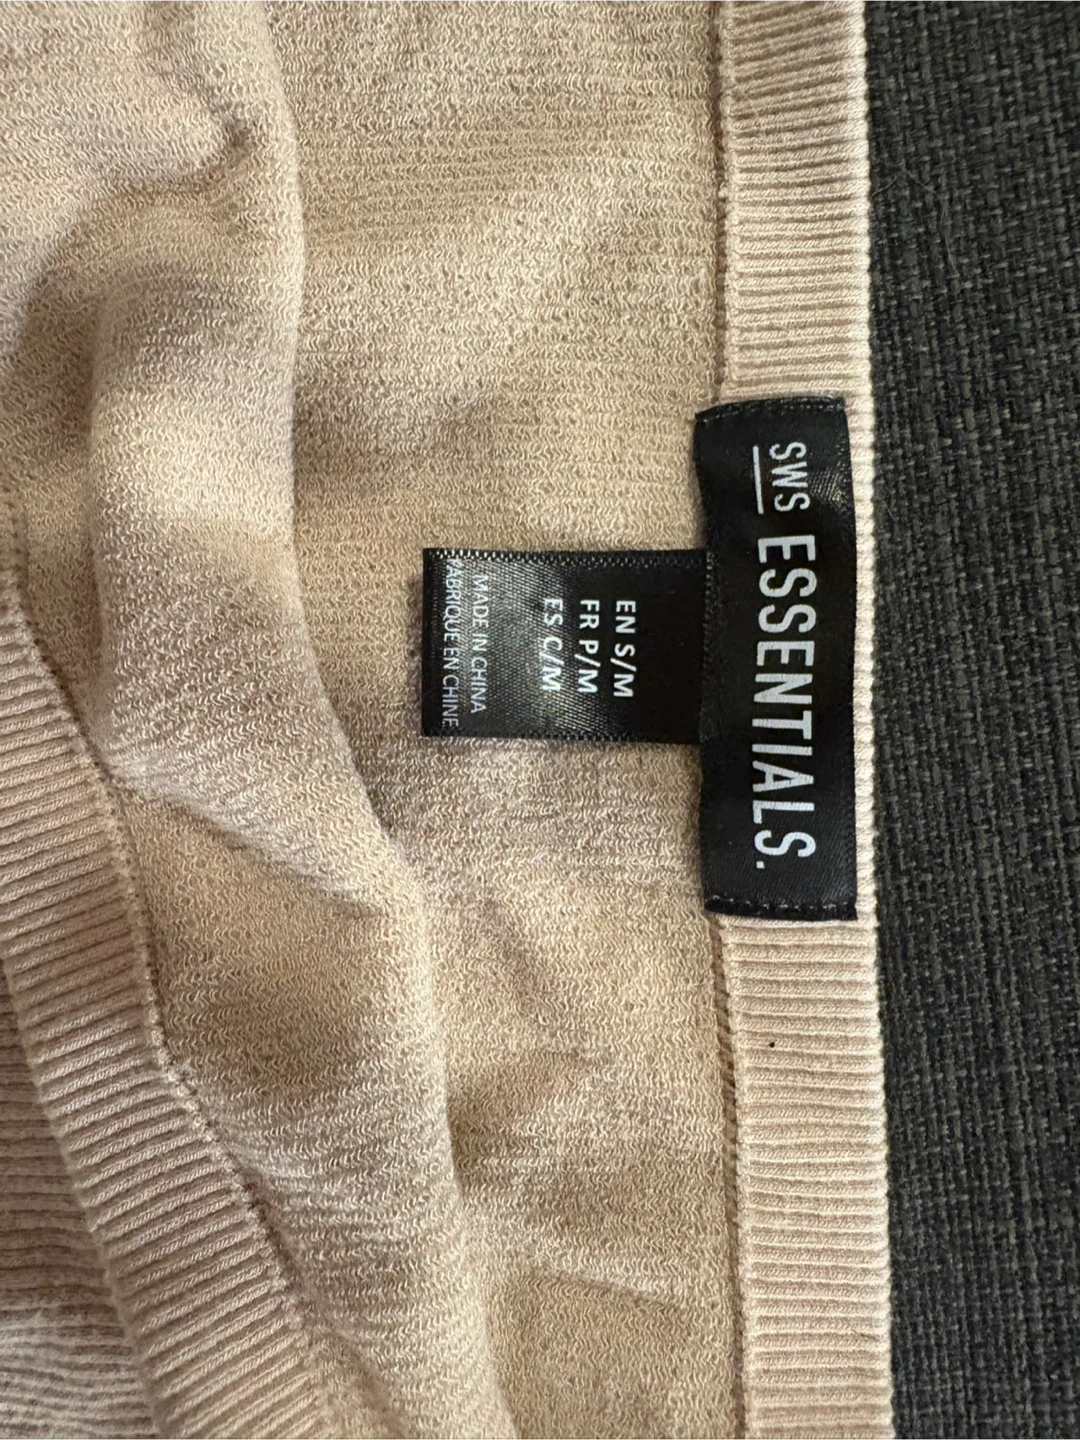 SWS ESSENTIALS.
EN S/M
FR P/M
ES C/M
MADE IN CHINA
FABRIQUE EN CHINE